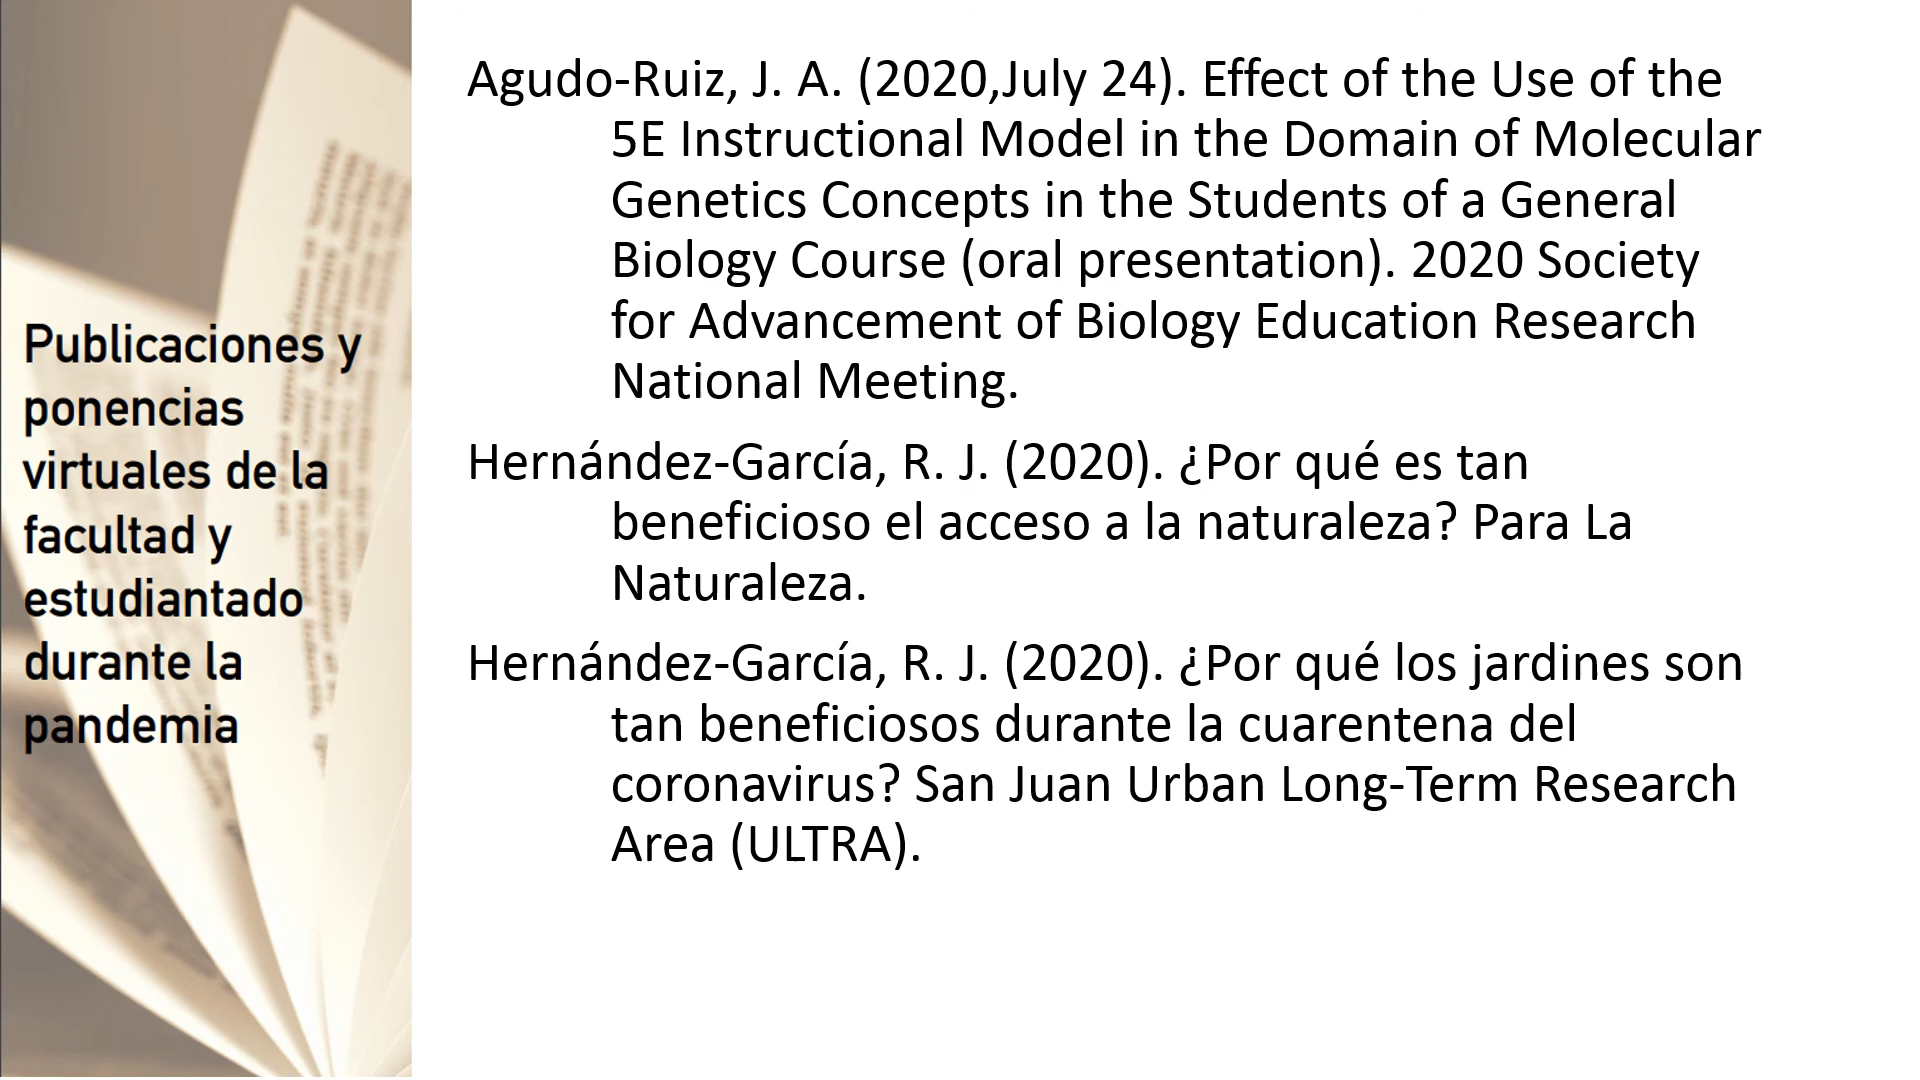 Publicaciones y
ponencias
virtuales de la
facultad y
estudiantado
durante la
pandemia
Agudo-Ruiz, J. A. (2020,July 24). Effect of the Use of the
5E Instructional Model in the Domain of Molecular
Genetics Concepts in the Students of a General
Biology Course (oral presentation). 2020 Society
for Advancement of Biology Education Research
National Meeting.
Hernández-García, R. J. (2020). ¿Por qué es tan
beneficioso el acceso a la naturaleza? Para La
Naturaleza.
Hernández-García, R. J. (2020). ¿Por qué los jardines son
tan beneficiosos durante la cuarentena del
coronavirus? San Juan Urban Long-Term Research
Area (ULTRA).